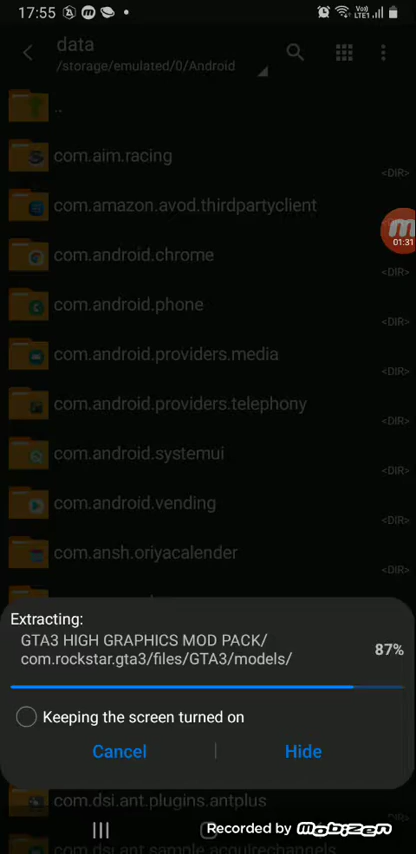 17:55
Vo))
LTE1
data
/storage/emulated/0/Android
..
com.aim.racing
<DIR>
com.amazon.avod.thirdpartyclient
<DIR>
com.android.chrome
<DIR>
01:31
com.android.phone
<DIR>
com.android.providers.media
<DIR>
com.android.providers.telephony
<DIR>
com.android.systemui
<DIR>
com.android.vending
<DIR>
com.ansh.oriyacalender
<DIR>
Extracting:
GTA3 HIGH GRAPHICS MOD PACK/
com.rockstar.gta3/files/GTA3/models/
87%
Keeping the screen turned on
Cancel
Hide
com.dsi.ant.plugins.antplus
<DIR>
Recorded by mobizen
com.dsi.ant.sample.acquirechannels